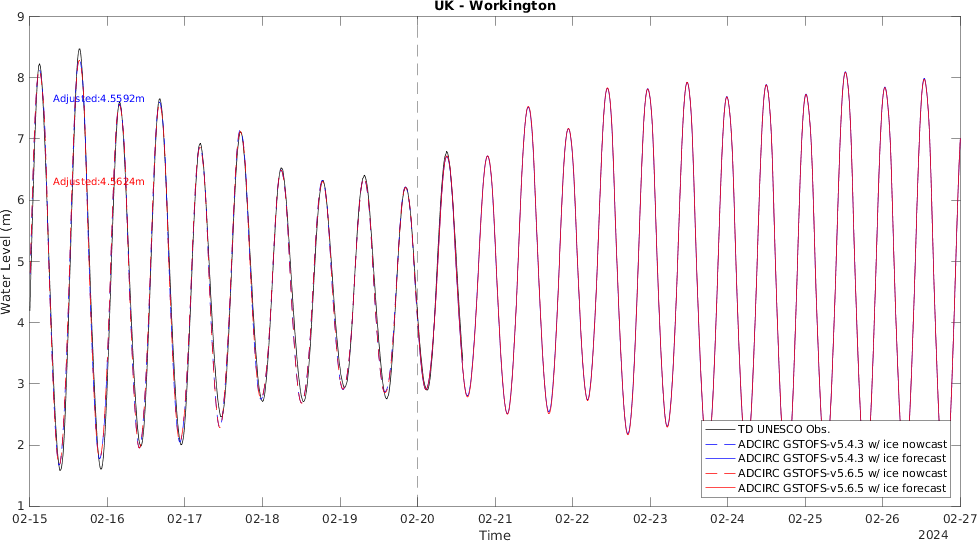 UK - Workington
9
8
7
6
5
4
3
2
1
Water Level (m)
Adjusted:4.5592m
Adjusted:4.5624m
TD UNESCO Obs.
ADCIRC GSTOFS-v5.4.3 w/ ice nowcast
ADCIRC GSTOFS-v5.4.3 w/ ice forecast
ADCIRC GSTOFS-v5.6.5 w/ ice nowcast
ADCIRC GSTOFS-v5.6.5 w/ ice forecast
02-15 02-16 02-17 02-18 02-19 02-20 02-21 02-22 02-23 02-24 02-25 02-26 02-27
Time
2024